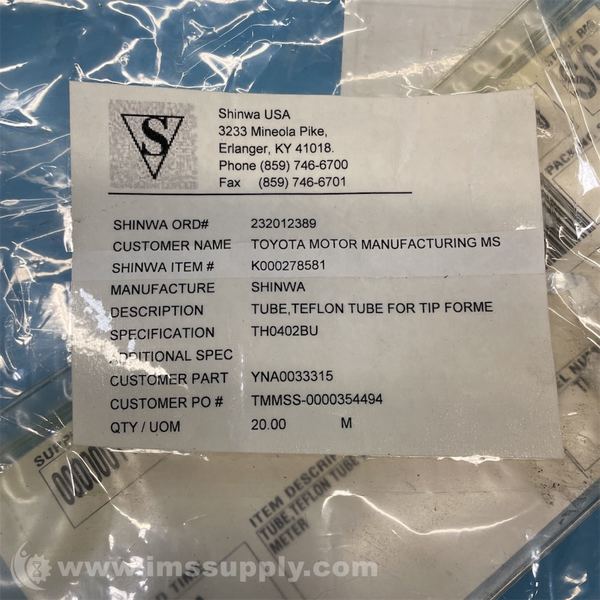 S
Shinwa USA
3233 Mineola Pike,
Erlanger, KY 41018.
Phone (859) 746-6700
Fax (859) 746-6701
SHINWA ORD# 232012389
CUSTOMER NAME TOYOTA MOTOR MANUFACTURING MS
SHINWA ITEM # K000278581
MANUFACTURE SHINWA
DESCRIPTION TUBE,TEFLON TUBE FOR TIP FORME
SPECIFICATION TH0402BU
ADDITIONAL SPEC
CUSTOMER PART YNA0033315
CUSTOMER PO # TMMSS-0000354494
QTY / UOM 20.00 M
ITEM DESCRIP
TUBE,TEFLON TUBE
METER
www.imssupply.com